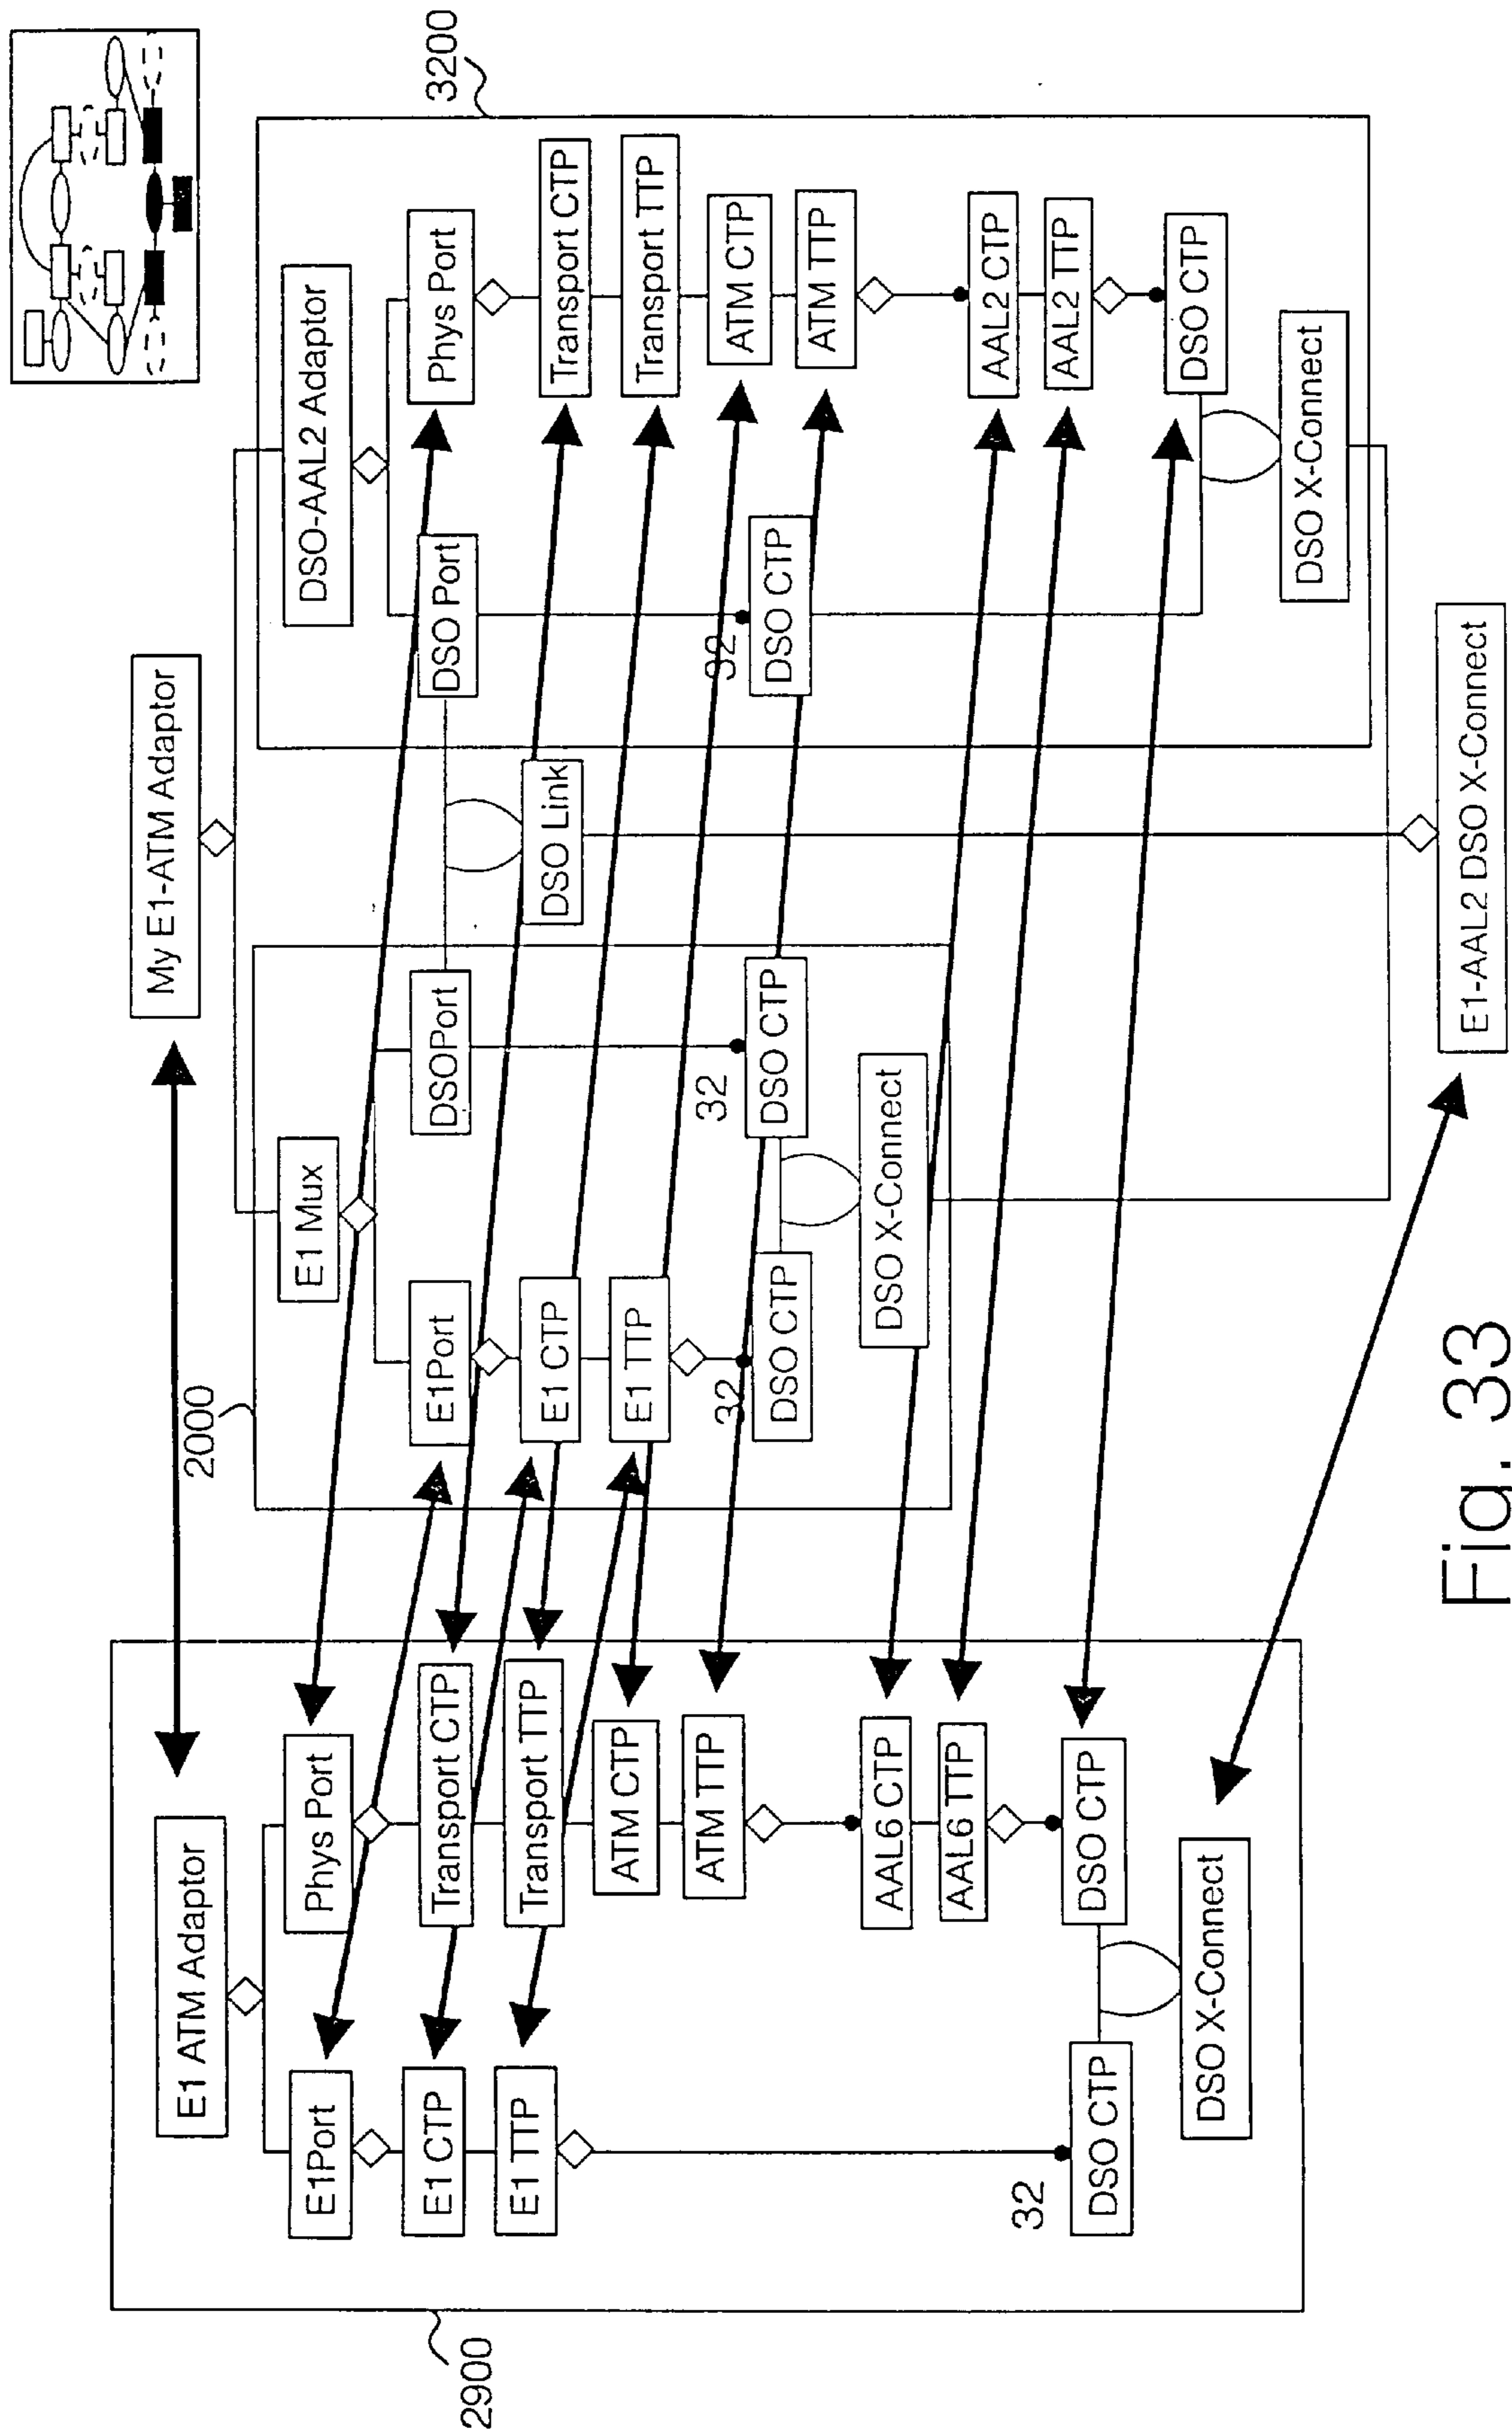 My E1-ATM Adaptor
2000
3200
E1 ATM Adaptor
E1 Mux
DSO-AAL2 Adaptor
E1Port
Phys Port
E1Port
DSOPort
DSO Port
Phys Port
E1 CTP
Transport CTP
E1 CTP
DSO Link
Transport CTP
E1 TTP
Transport TTP
E1 TTP
Transport TTP
ATM CTP
ATM CTP
ATM TTP
32
32
32
ATM TTP
DSO CTP
DSO CTP
DSO CTP
AAL6 CTP
DSO X-Connect
AAL2 CTP
AAL6 TTP
AAL2 TTP
32
DSO CTP
DSO CTP
DSO CTP
DSO X-Connect
DSO X-Connect
E1-AAL2 DSO X-Connect
2900
Fig. 33